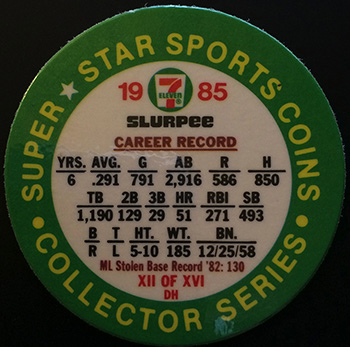 SUPER ★ STAR SPORTS COINS
• COLLECTOR SERIES •
1985
7
ELEVEN
®
SLURPEE
CAREER RECORD
YRS. AVG. G AB R H
6 .291 791 2,916 586 850
TB 2B 3B HR RBI SB
1,190 129 29 51 271 493
B T HT. WT. BN.
R L 5-10 185 12/25/58
ML Stolen Base Record '82: 130
XII OF XVI
DH